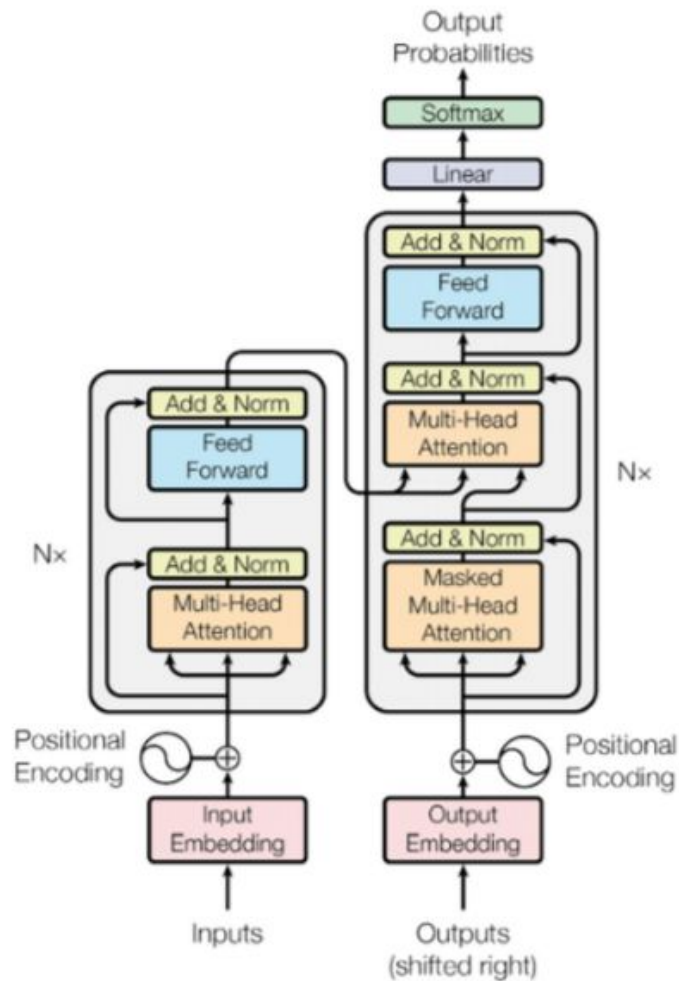 Output
Probabilities
Softmax
Linear
Add & Norm
Feed
Forward
Add & Norm
Multi-Head
Attention
Add & Norm
Masked
Multi-Head
Attention
Nx
Add & Norm
Feed
Forward
Add & Norm
Multi-Head
Attention
Nx
Positional
Encoding
Positional
Encoding
Input
Embedding
Output
Embedding
Inputs
Outputs
(shifted right)